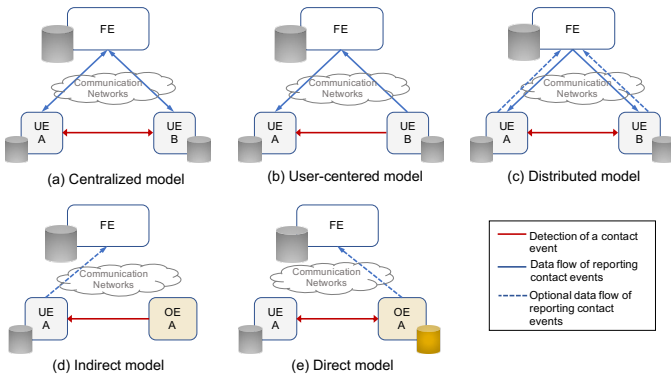 FE
Communication
Networks
UE
A
UE
B
(a) Centralized model
FE
Communication
Networks
UE
A
UE
B
(b) User-centered model
FE
Communication
Networks
UE
A
UE
B
(c) Distributed model
FE
Communication
Networks
UE
A
OE
A
(d) Indirect model
FE
Communication
Networks
UE
A
OE
A
(e) Direct model
Detection of a contact
event
Data flow of reporting
contact events
Optional data flow of
reporting contact
events